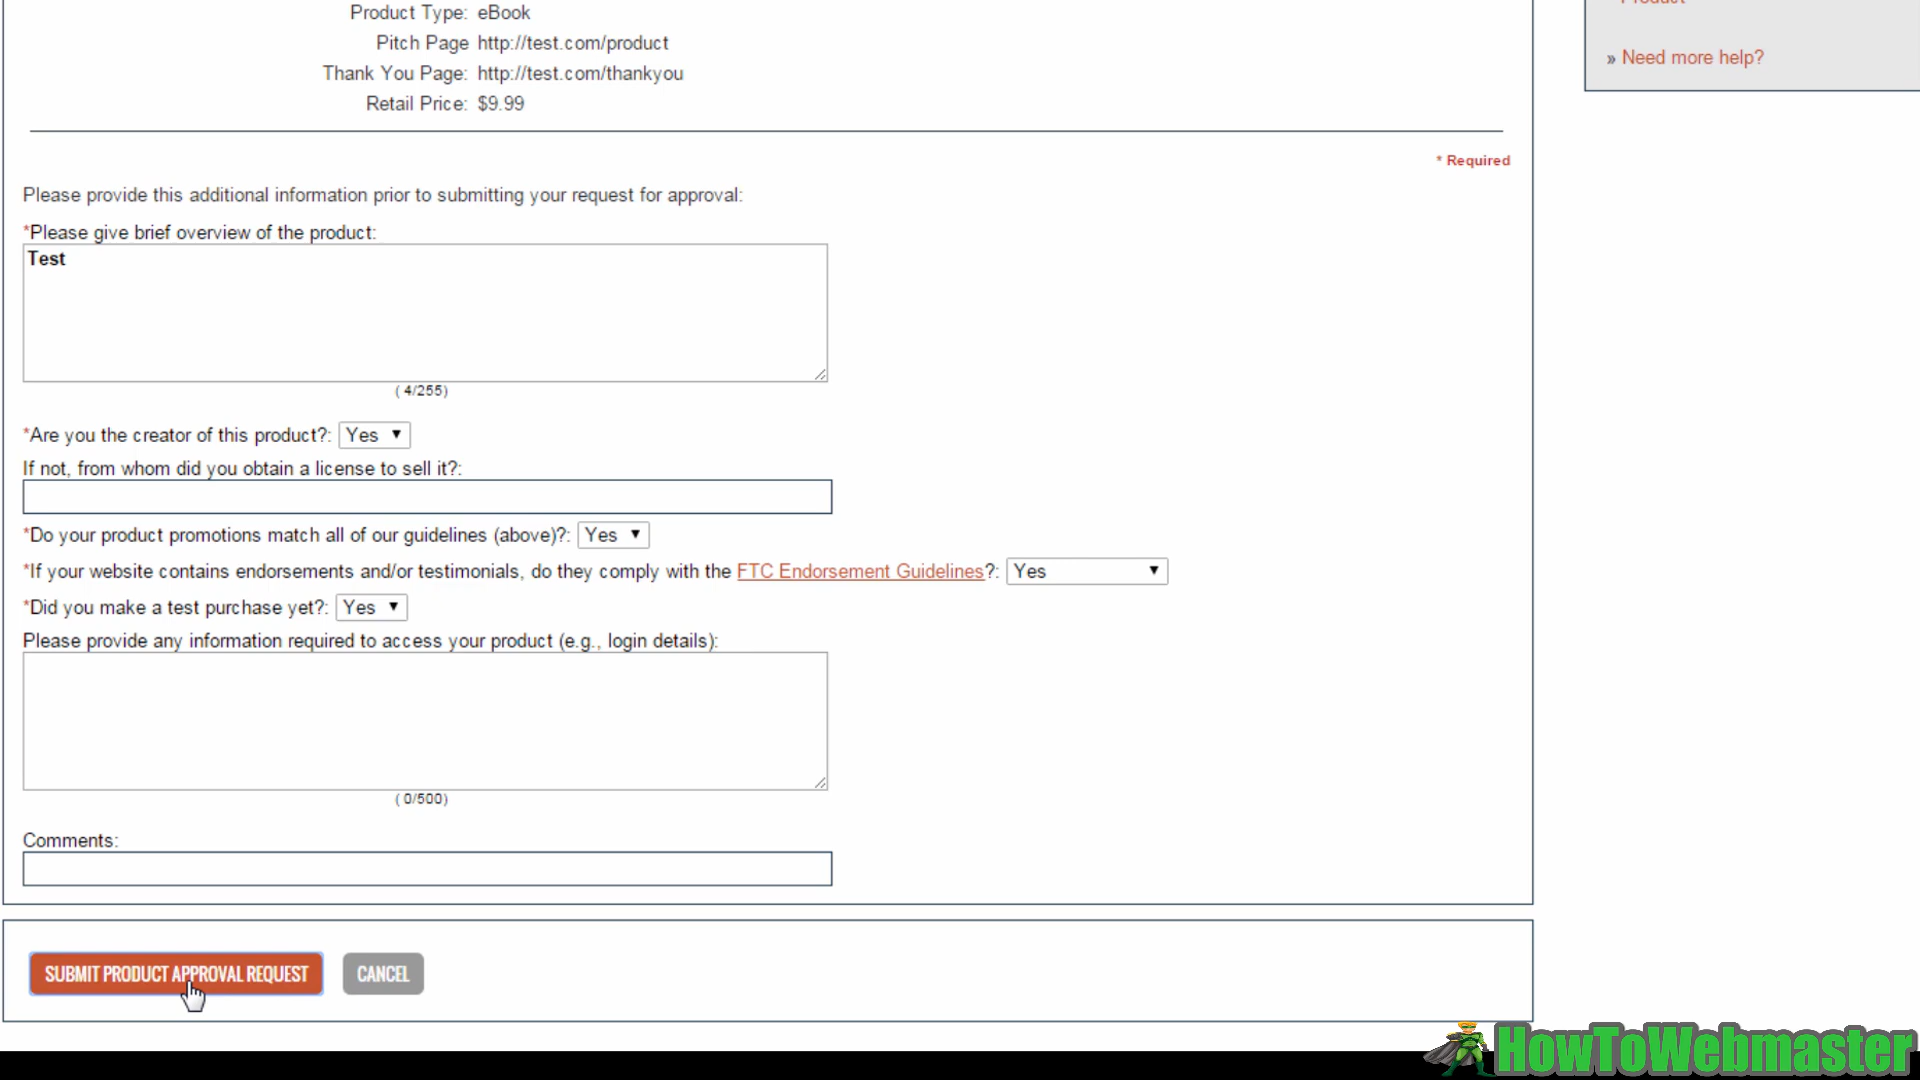 Product Type: eBook
Pitch Page http://test.com/product
» Need more help?
Thank You Page: http://test.com/thankyou
Retail Price: $9.99
* Required
Please provide this additional information prior to submitting your request for approval:
*Please give brief overview of the product:
Test
( 4/255)
*Are you the creator of this product?: Yes
If not, from whom did you obtain a license to sell it?:
*Do your product promotions match all of our guidelines (above)?: Yes
*If your website contains endorsements and/or testimonials, do they comply with the FTC Endorsement Guidelines?: Yes
*Did you make a test purchase yet?: Yes
Please provide any information required to access your product (e.g., login details):
( 0/500)
Comments:
SUBMIT PRODUCT APPROVAL REQUEST CANCEL
HowToWebmaster